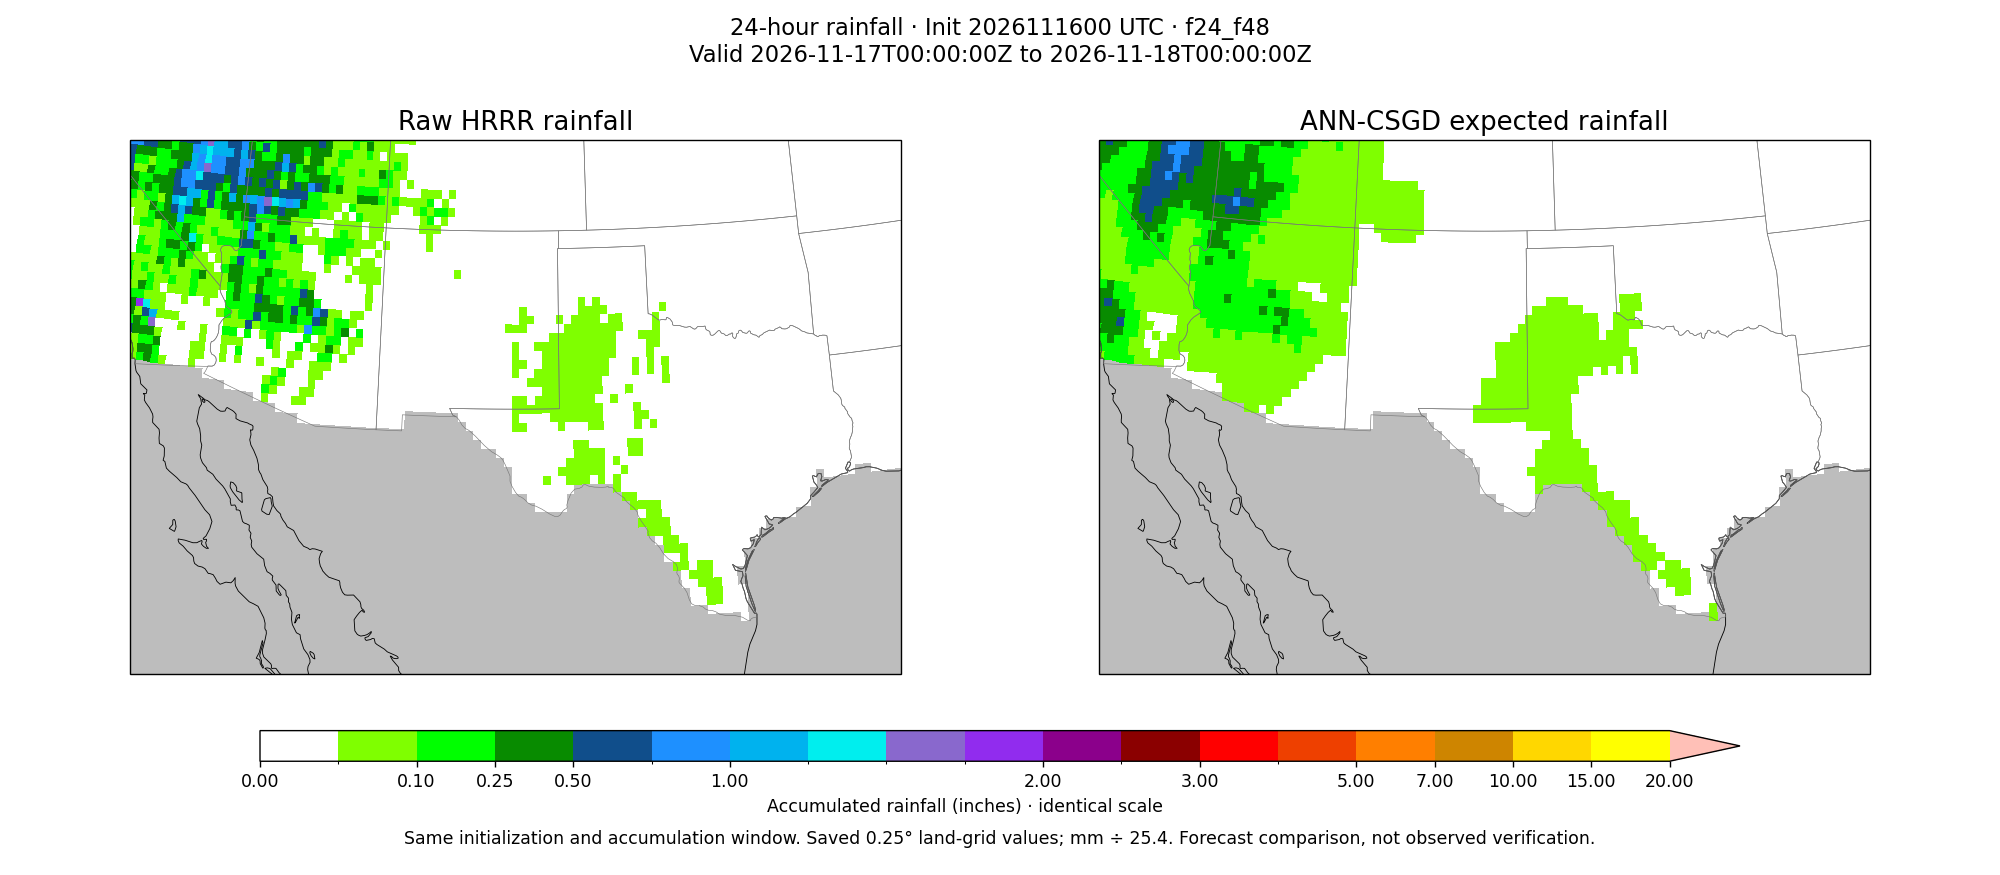 24-hour rainfall · Init 2026111600 UTC · f24_f48
Valid 2026-11-17T00:00:00Z to 2026-11-18T00:00:00Z
Raw HRRR rainfall
ANN-CSGD expected rainfall
0.00 0.10 0.25 0.50 1.00 2.00 3.00 5.00 7.00 10.00 15.00 20.00
Accumulated rainfall (inches) · identical scale
Same initialization and accumulation window. Saved 0.25° land-grid values; mm ÷ 25.4. Forecast comparison, not observed verification.